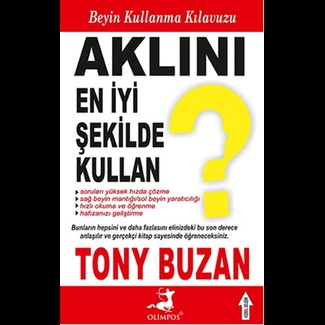 Beyin Kullanma Kılavuzu
AKLINI
EN İYİ
ŞEKİLDE
KULLAN
?
soruları yüksek hızda çözme
sağ beyin mantığı/sol beyin yaratıcılığı
hızlı okuma ve öğrenme
hafızanızı geliştirme
Bunların hepsini ve daha fazlasını elinizdeki bu son derece
anlaşılır ve gerçekçi kitap sayesinde öğreneceksiniz.
TONY BUZAN
OLİMPOS